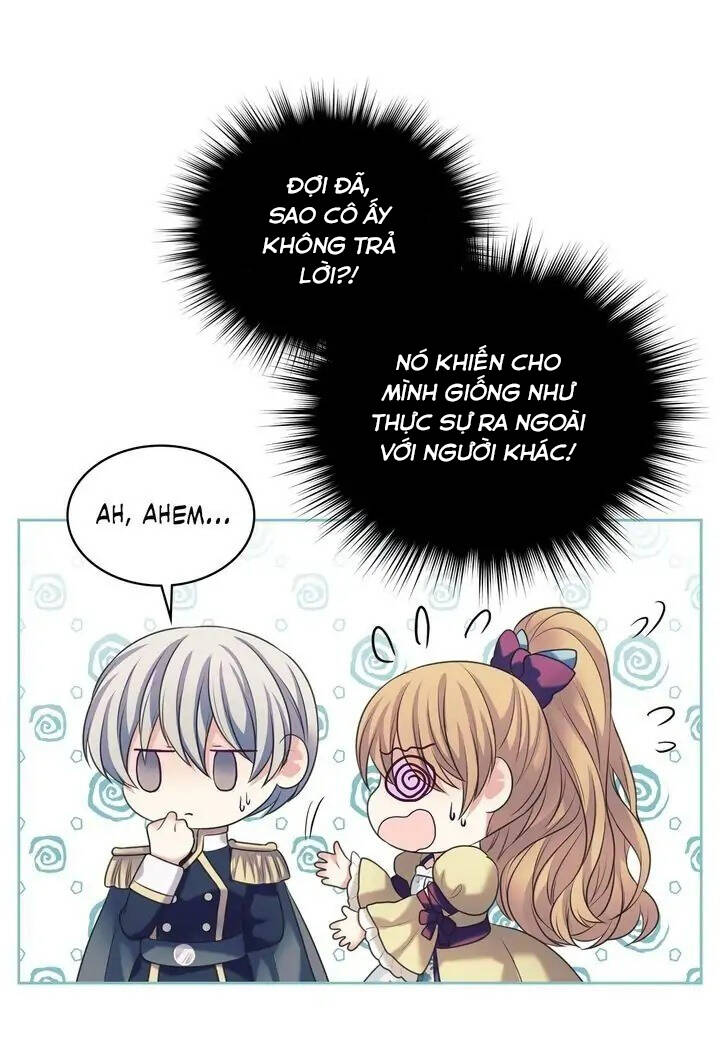 ĐỢI ĐÃ,
SAO CÔ ẤY
KHÔNG TRẢ
LỜI?!
NÓ KHIẾN CHO
MÌNH GIỐNG NHƯ
THỰC SỰ RA NGOÀI
VỚI NGƯỜI KHÁC!
AH, AHEM...